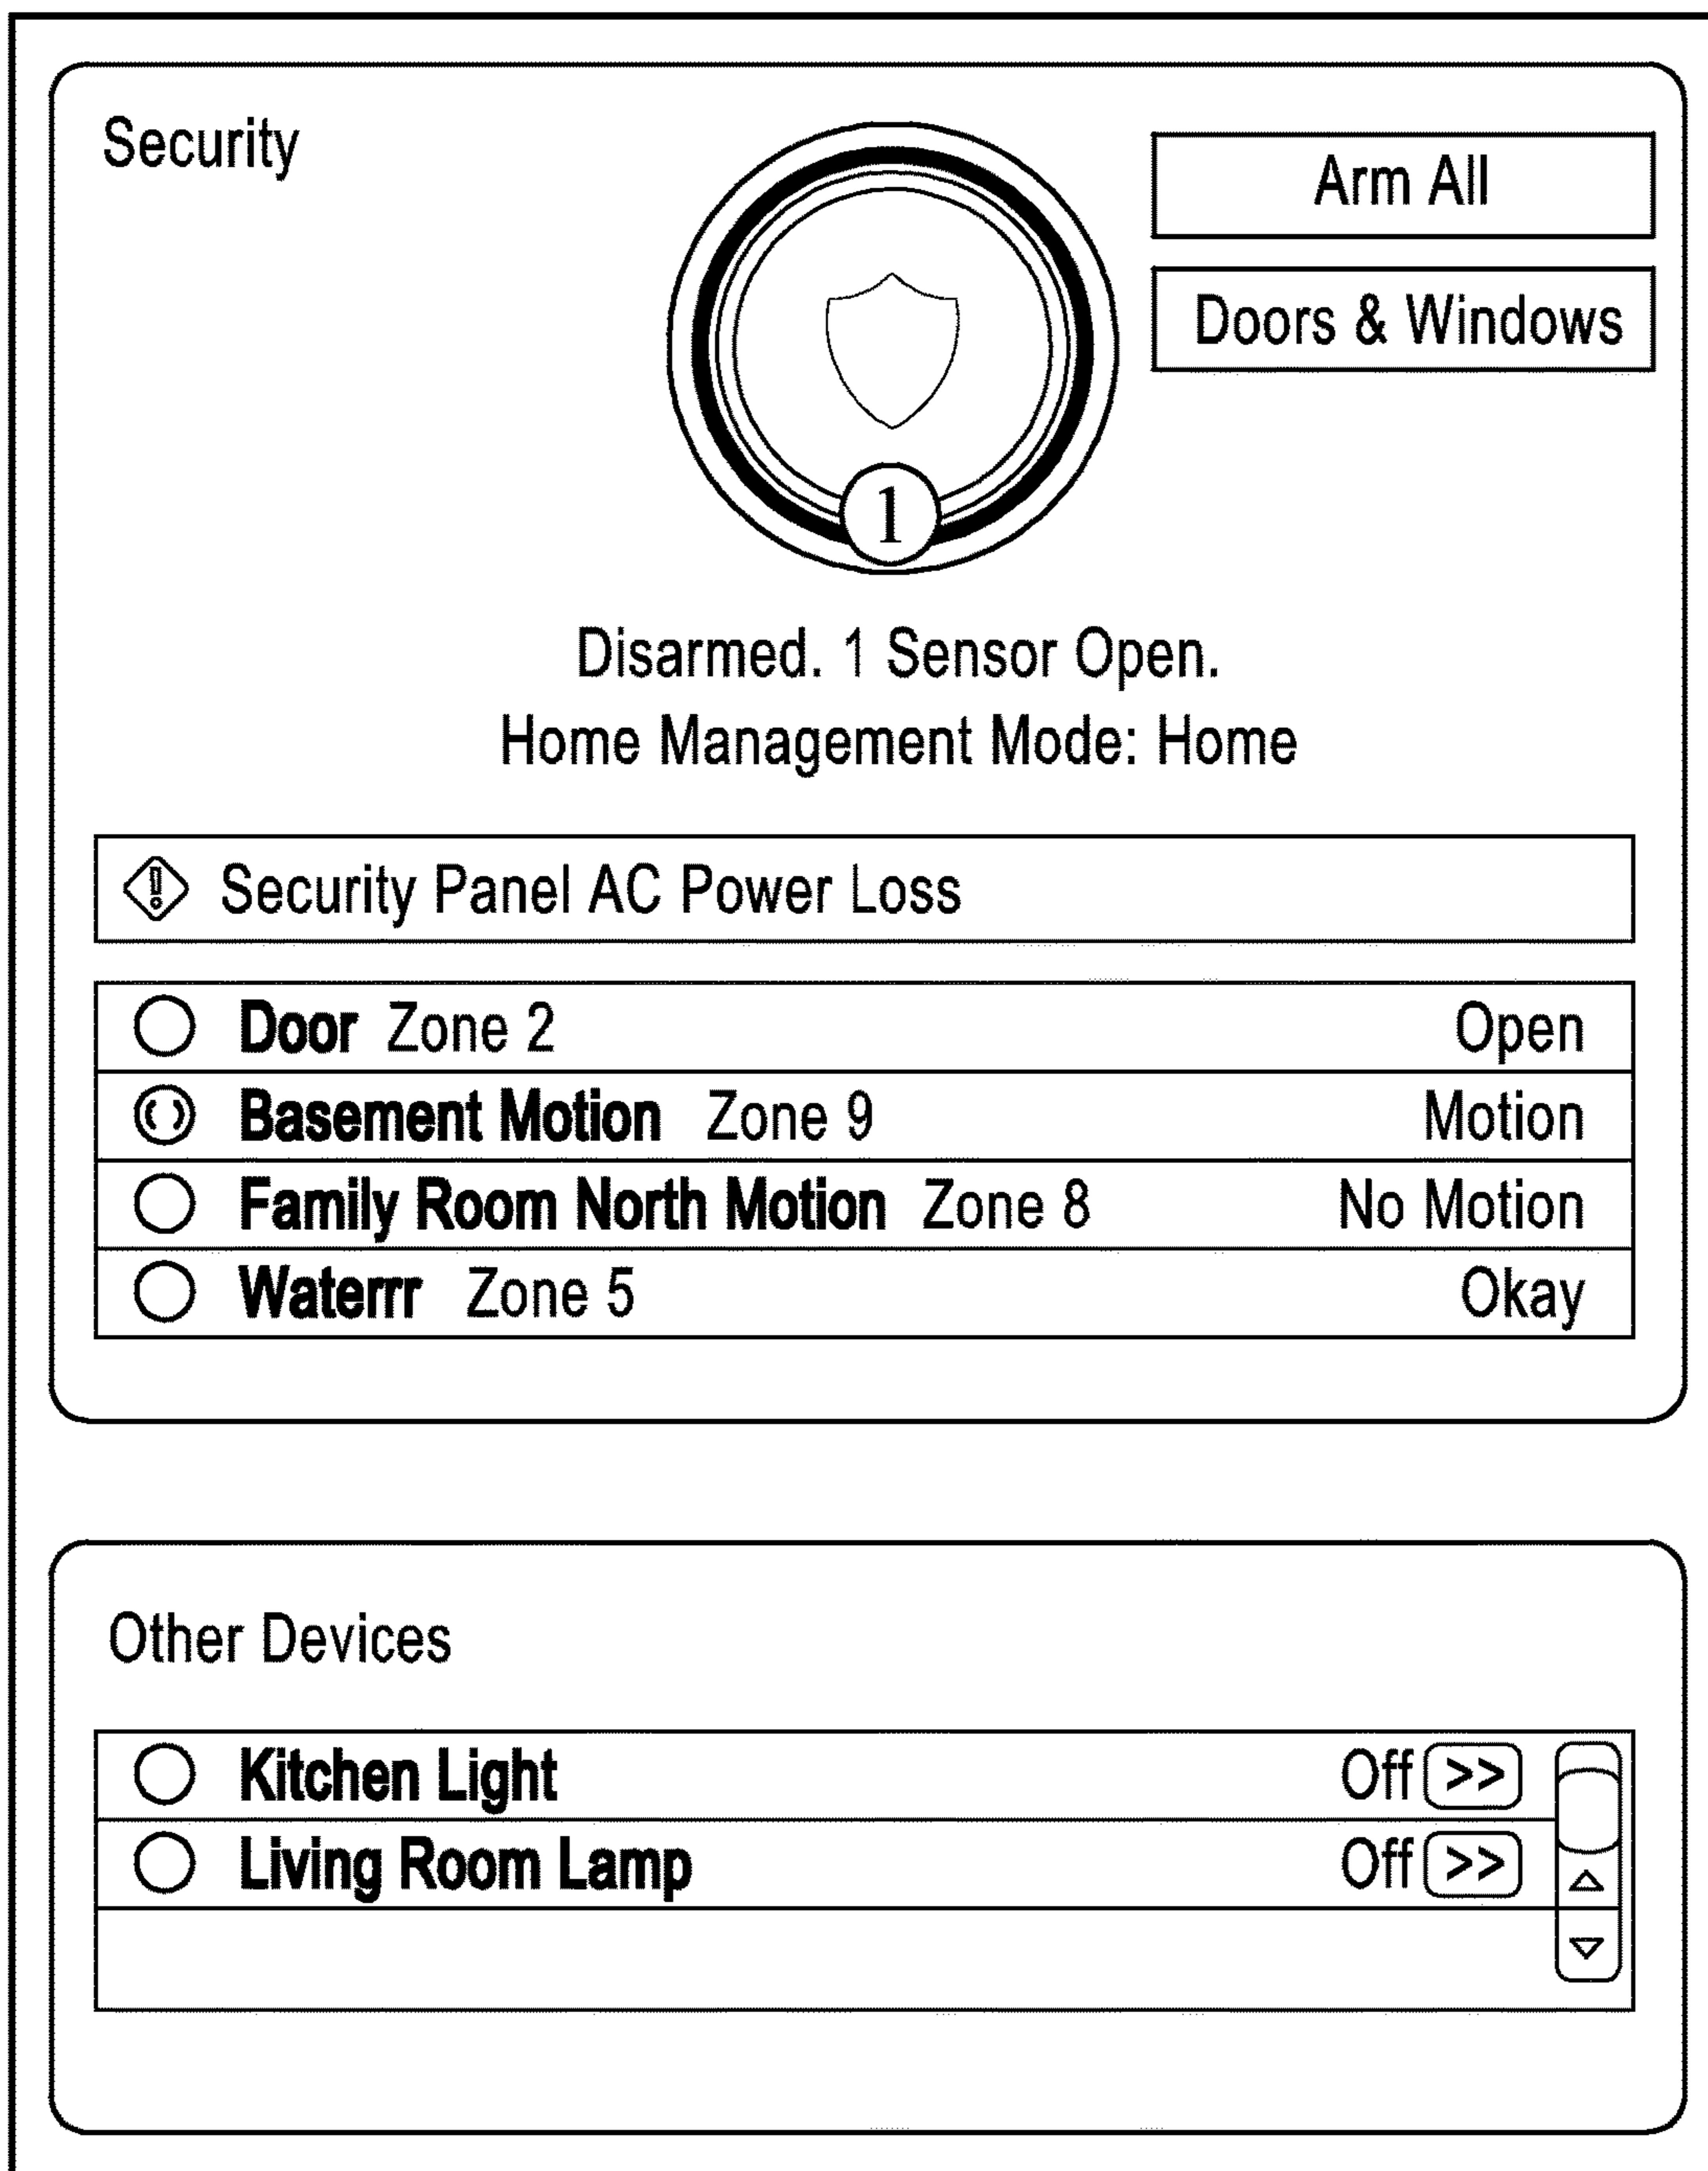 Security
Arm All
Doors & Windows
1
Disarmed. 1 Sensor Open.
Home Management Mode: Home
Security Panel AC Power Loss
Door Zone 2 Open
Basement Motion Zone 9 Motion
Family Room North Motion Zone 8 No Motion
Waterrr Zone 5 Okay
Other Devices
Kitchen Light Off >>
Living Room Lamp Off >>